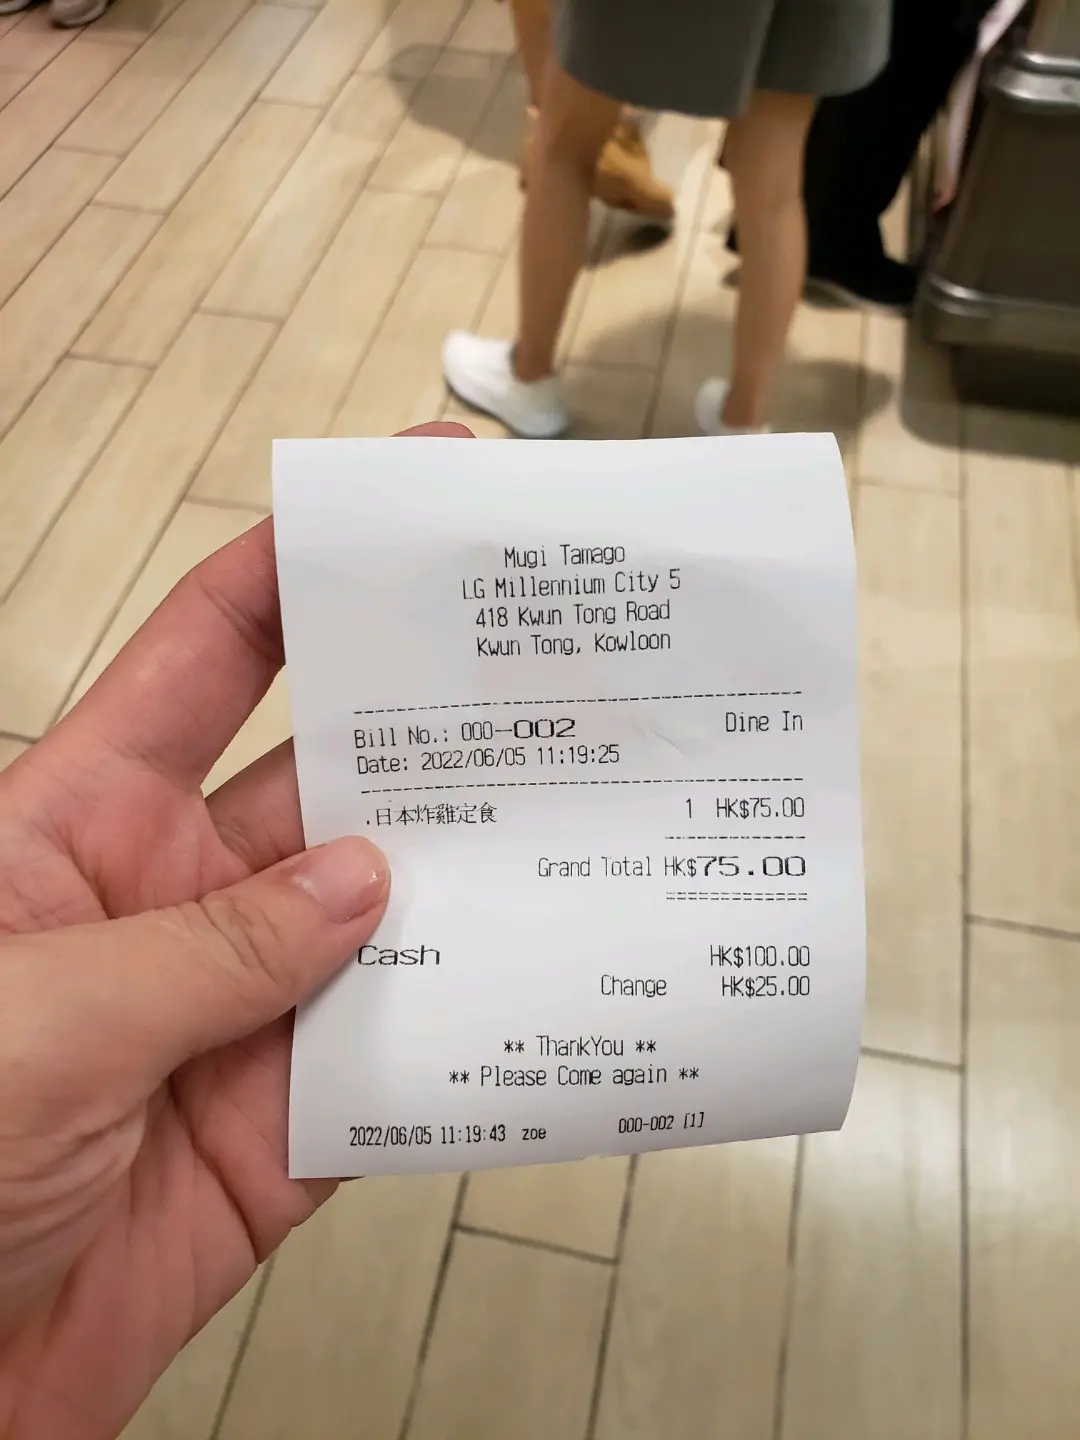 Mugi Tamago
LG Millennium City 5
418 Kwun Tong Road
Kwun Tong, Kowloon
Bill No.: 000-002 Dine In
Date: 2022/06/05 11:19:25
.日本炸雞定食 1 HK$75.00
Grand Total HK$75.00
Cash HK$100.00
Change HK$25.00
** ThankYou **
** Please Come again **
2022/06/05 11:19:43 zoe 000-002 [1]